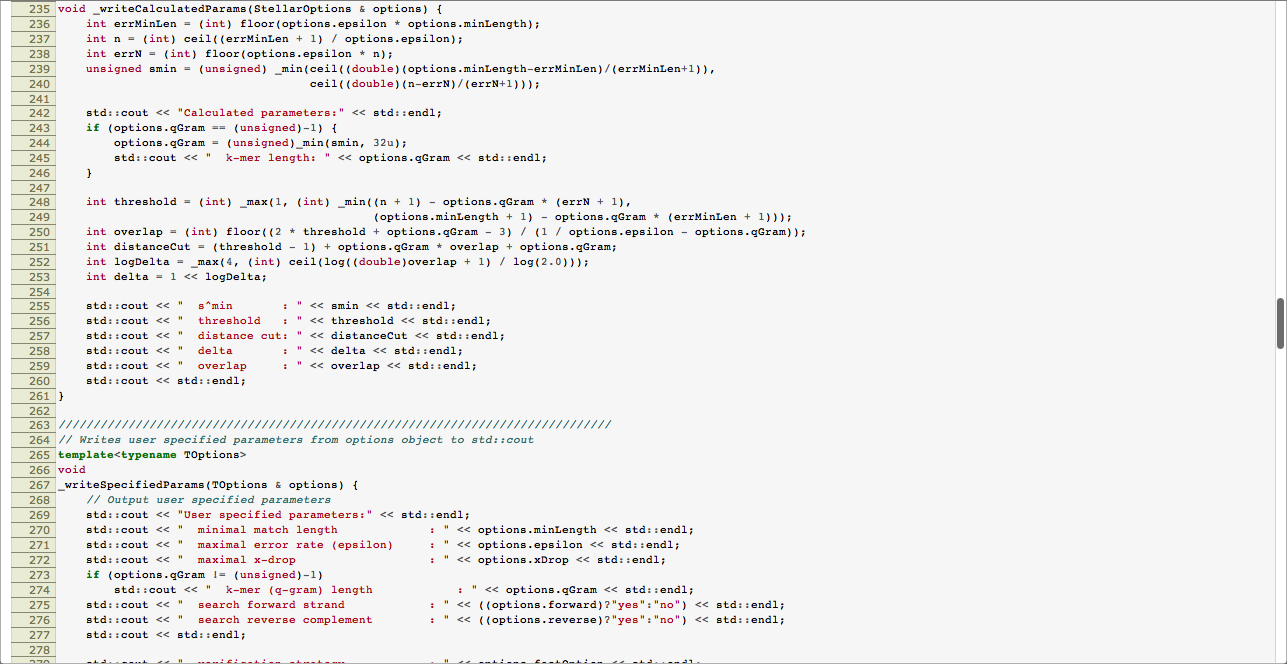 235 void _writeCalculatedParams(StellarOptions & options) {
236     int errMinLen = (int) floor(options.epsilon * options.minLength);
237     int n = (int) ceil((errMinLen + 1) / options.epsilon);
238     int errN = (int) floor(options.epsilon * n);
239     unsigned smin = (unsigned) _min(ceil((double)(options.minLength-errMinLen)/(errMinLen+1)),
240                                     ceil((double)(n-errN)/(errN+1)));
241
242     std::cout << "Calculated parameters:" << std::endl;
243     if (options.qGram == (unsigned)-1) {
244         options.qGram = (unsigned)_min(smin, 32u);
245         std::cout << "  k-mer length: " << options.qGram << std::endl;
246     }
247
248     int threshold = (int) _max(1, (int) _min((n + 1) - options.qGram * (errN + 1),
249                                              (options.minLength + 1) - options.qGram * (errMinLen + 1)));
250     int overlap = (int) floor((2 * threshold + options.qGram - 3) / (1 / options.epsilon - options.qGram));
251     int distanceCut = (threshold - 1) + options.qGram * overlap + options.qGram;
252     int logDelta = _max(4, (int) ceil(log((double)overlap + 1) / log(2.0)));
253     int delta = 1 << logDelta;
254
255     std::cout << "  s^min       : " << smin << std::endl;
256     std::cout << "  threshold   : " << threshold << std::endl;
257     std::cout << "  distance cut: " << distanceCut << std::endl;
258     std::cout << "  delta       : " << delta << std::endl;
259     std::cout << "  overlap     : " << overlap << std::endl;
260     std::cout << std::endl;
261 }
262
263 ///////////////////////////////////////////////////////////////////////////////
264 // Writes user specified parameters from options object to std::cout
265 template<typename TOptions>
266 void
267 _writeSpecifiedParams(TOptions & options) {
268     // Output user specified parameters
269     std::cout << "User specified parameters:" << std::endl;
270     std::cout << "  minimal match length             : " << options.minLength << std::endl;
271     std::cout << "  maximal error rate (epsilon)     : " << options.epsilon << std::endl;
272     std::cout << "  maximal x-drop                   : " << options.xDrop << std::endl;
273     if (options.qGram != (unsigned)-1)
274         std::cout << "  k-mer (q-gram) length            : " << options.qGram << std::endl;
275     std::cout << "  search forward strand            : " << ((options.forward)?"yes":"no") << std::endl;
276     std::cout << "  search reverse complement        : " << ((options.reverse)?"yes":"no") << std::endl;
277     std::cout << std::endl;
278